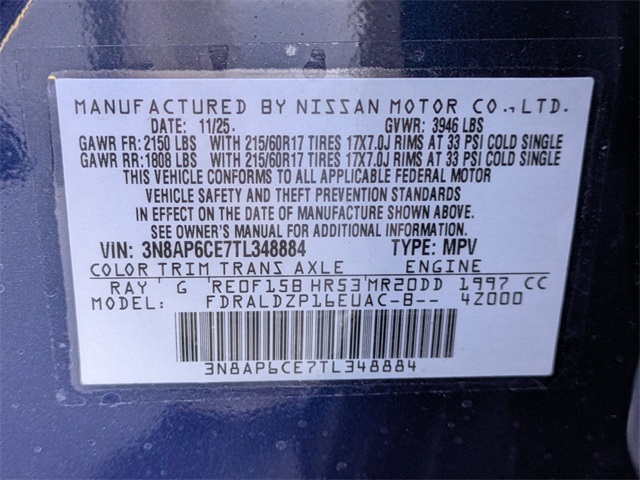 MANUFACTURED BY NISSAN MOTOR CO., LTD.
DATE: 11/25. GVWR: 3946 LBS
GAWR FR: 2150 LBS WITH 215/60R17 TIRES 17X7.0J RIMS AT 33 PSI COLD SINGLE
GAWR RR: 1808 LBS WITH 215/60R17 TIRES 17X7.0J RIMS AT 33 PSI COLD SINGLE
THIS VEHICLE CONFORMS TO ALL APPLICABLE FEDERAL MOTOR
VEHICLE SAFETY AND THEFT PREVENTION STANDARDS
IN EFFECT ON THE DATE OF MANUFACTURE SHOWN ABOVE.
SEE OWNER'S MANUAL FOR ADDITIONAL INFORMATION.
VIN: 3N8AP6CE7TL348884 TYPE: MPV
COLOR TRIM TRANS AXLE ENGINE
RAY G RE0F15B HR53 MR20DD 1997 CC
MODEL: FDRALDZP16EUAC-B-- 4Z000
3N8AP6CE7TL348884